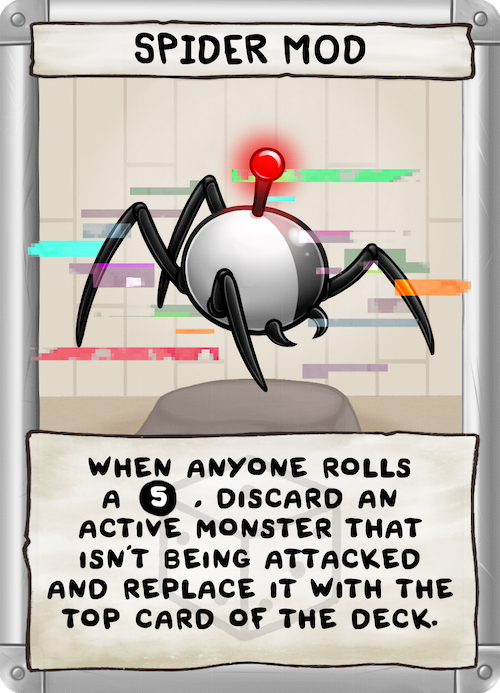 SPIDER MOD
WHEN ANYONE ROLLS
A 5 , DISCARD AN
ACTIVE MONSTER THAT
ISN'T BEING ATTACKED
AND REPLACE IT WITH THE
TOP CARD OF THE DECK.